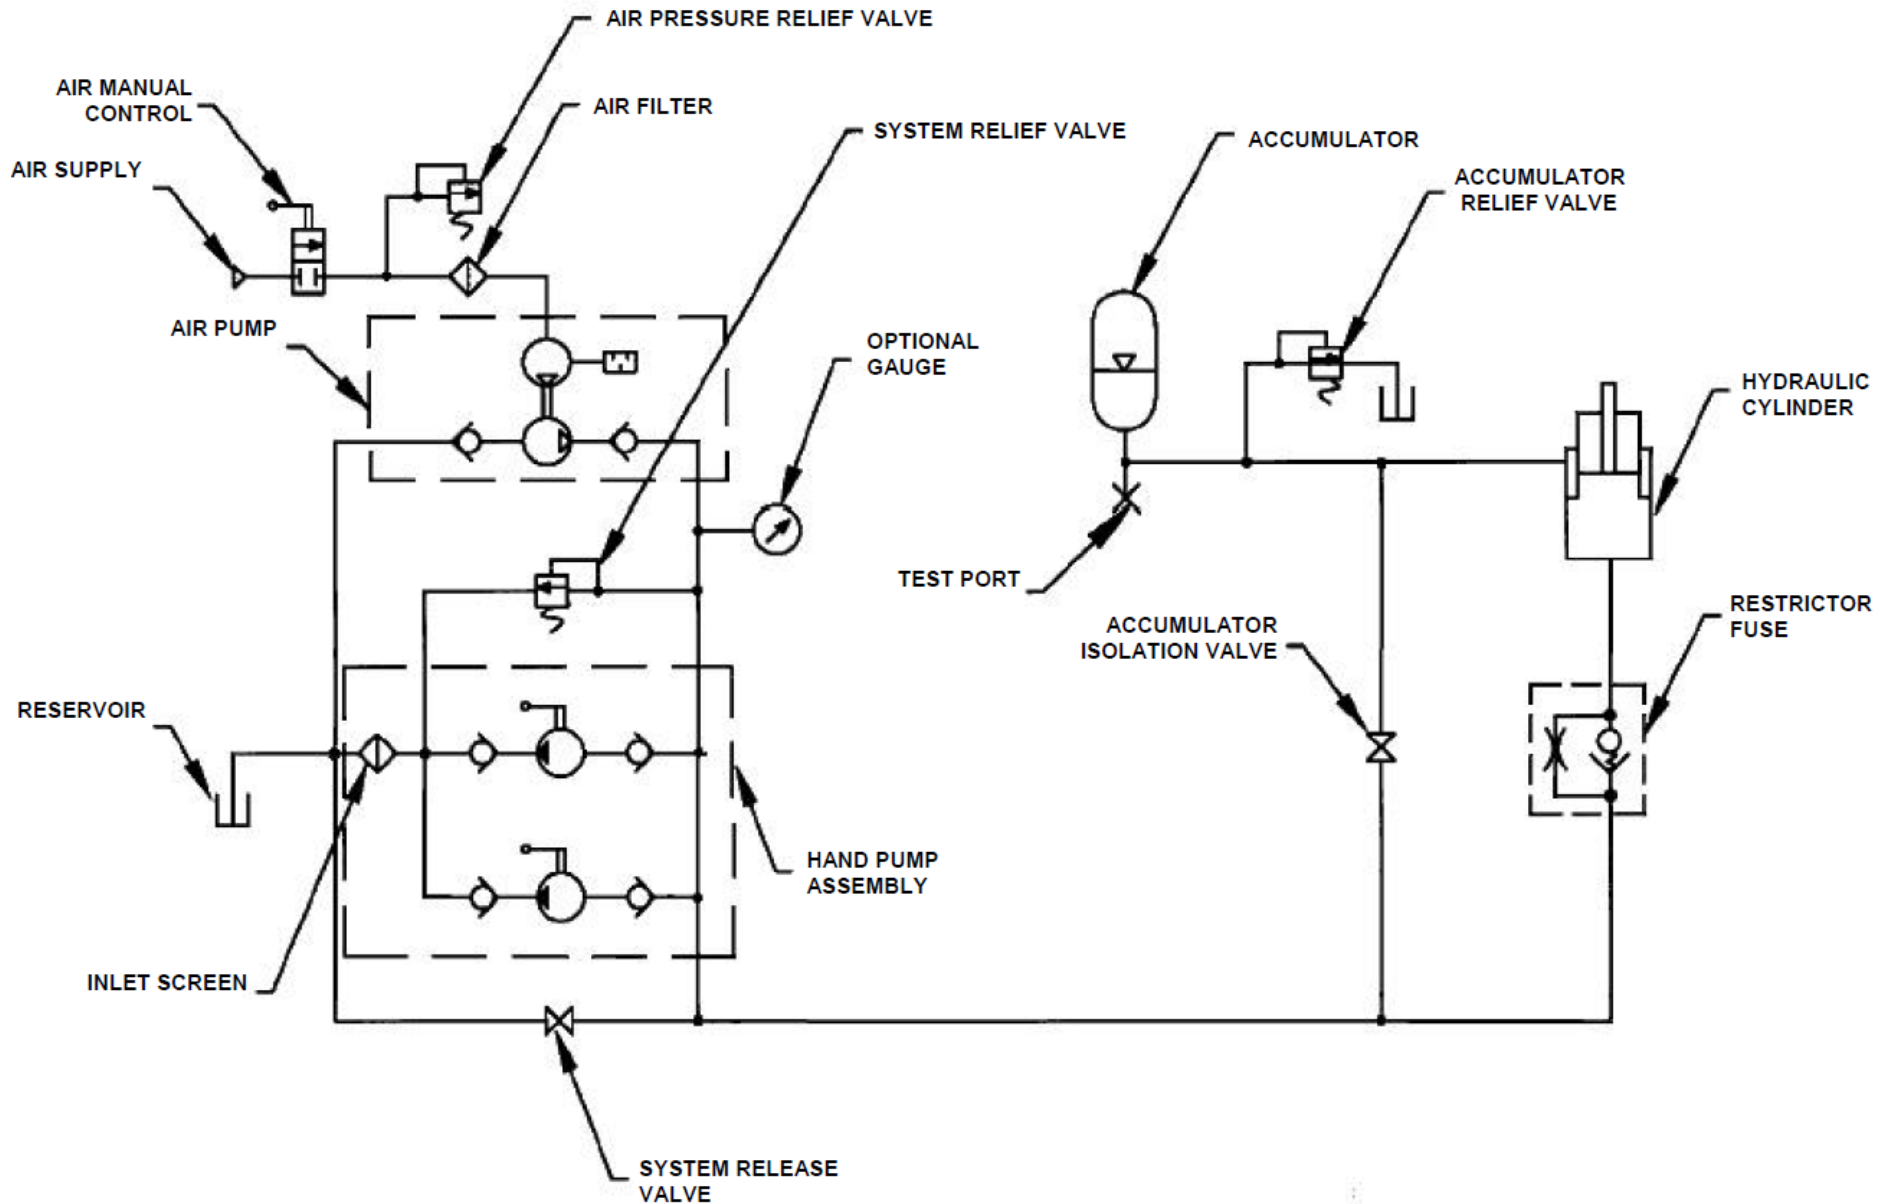 AIR PRESSURE RELIEF VALVE
AIR MANUAL
CONTROL
AIR FILTER
SYSTEM RELIEF VALVE
ACCUMULATOR
AIR SUPPLY
ACCUMULATOR
RELIEF VALVE
AIR PUMP
OPTIONAL
GAUGE
HYDRAULIC
CYLINDER
TEST PORT
ACCUMULATOR
ISOLATION VALVE
RESTRICTOR
FUSE
RESERVOIR
HAND PUMP
ASSEMBLY
INLET SCREEN
SYSTEM RELEASE
VALVE